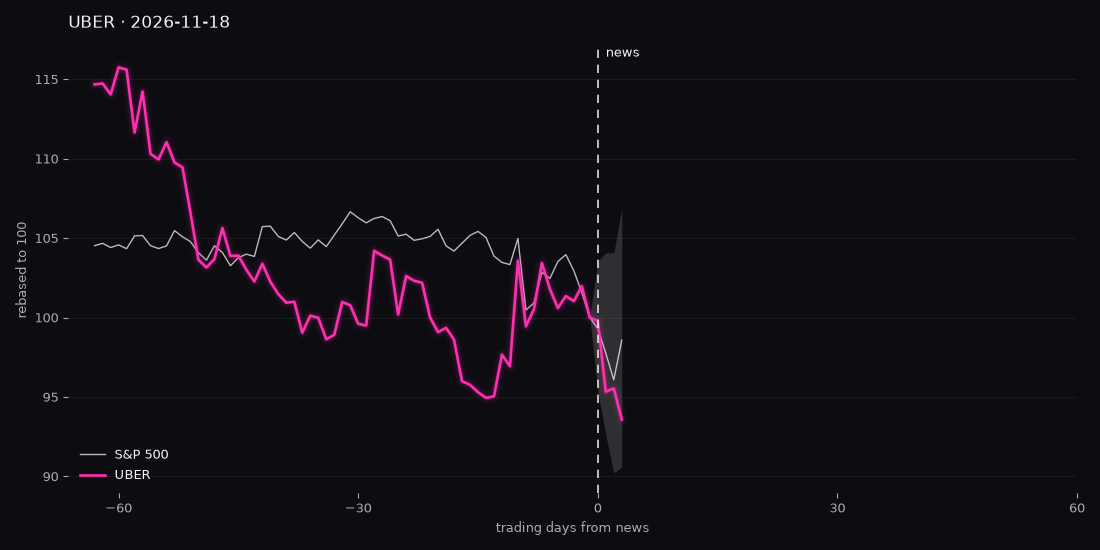 UBER · 2026-11-18
news
115
110
105
100
95
90
rebased to 100
S&P 500
UBER
−60
−30
0
30
60
trading days from news